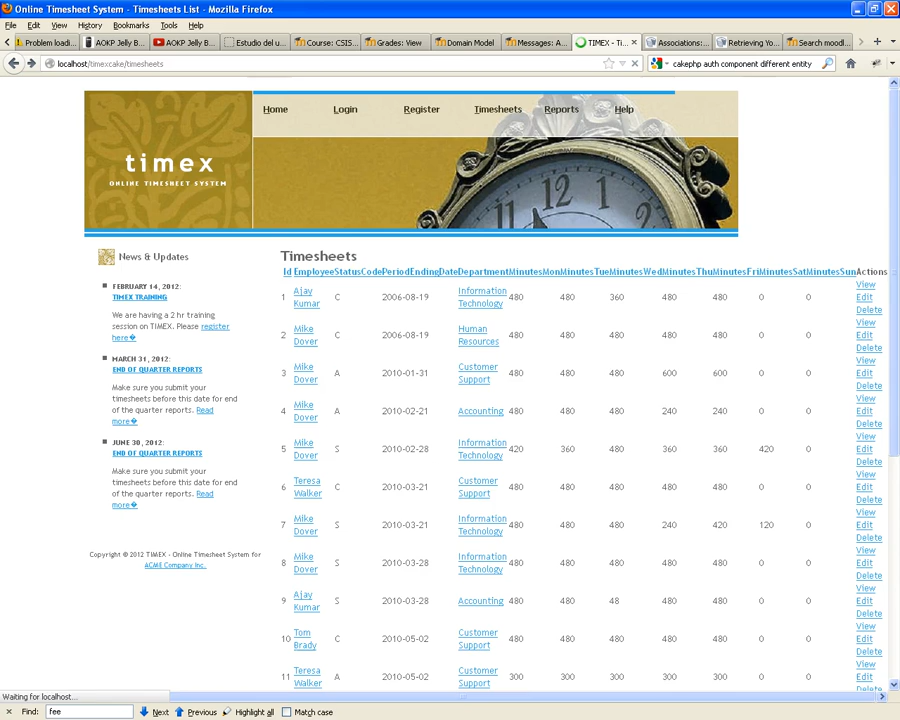 Online Timesheet System - Timesheets List - Mozilla Firefox
File Edit View History Bookmarks Tools Help
Problem loadi... AOKP Jelly B... AOKP Jelly B... Estudio del u... Course: CSIS... Grades: View Domain Model Messages: A... TIMEX - Ti... Associations:... Retrieving Yo... Search moodl...
localhost/timexcake/timesheets cakephp auth component different entity
Home Login Register Timesheets Reports Help
timex
ONLINE TIMESHEET SYSTEM
11 12 1
News & Updates
FEBRUARY 14, 2012:
TIMEX TRAINING
We are having a 2 hr training
session on TIMEX. Please register
here�
MARCH 31, 2012:
END OF QUARTER REPORTS
Make sure you submit your
timesheets before this date for end
of the quarter reports. Read
more�
JUNE 30, 2012:
END OF QUARTER REPORTS
Make sure you submit your
timesheets before this date for end
of the quarter reports. Read
more�
Copyright © 2012 TIMEX - Online Timesheet System for
ACME Company Inc..
Timesheets
Id EmployeeStatusCodePeriodEndingDateDepartmentMinutesMonMinutesTueMinutesWedMinutesThuMinutesFriMinutesSatMinutesSunActions
1 Ajay Kumar C 2006-08-19 Information Technology 480 480 360 480 480 0 0 View Edit Delete
2 Mike Dover C 2006-08-19 Human Resources 480 480 480 480 480 0 0 View Edit Delete
3 Mike Dover A 2010-01-31 Customer Support 480 480 480 600 600 0 0 View Edit Delete
4 Mike Dover A 2010-02-21 Accounting 480 480 480 240 240 0 0 View Edit Delete
5 Mike Dover S 2010-02-28 Information Technology 420 360 480 360 360 420 0 View Edit Delete
6 Teresa Walker C 2010-03-21 Customer Support 480 480 480 480 480 0 0 View Edit Delete
7 Mike Dover S 2010-03-21 Information Technology 480 480 480 240 420 120 0 View Edit Delete
8 Mike Dover S 2010-03-28 Information Technology 480 480 480 480 480 0 0 View Edit Delete
9 Ajay Kumar S 2010-03-28 Accounting 480 480 48 480 480 0 0 View Edit Delete
10 Tom Brady C 2010-05-02 Customer Support 480 480 480 480 480 0 0 View Edit Delete
11 Teresa Walker A 2010-05-02 Customer Support 300 300 300 300 300 0 0 View Edit Delete
Waiting for localhost...
Find: fee Next Previous Highlight all Match case